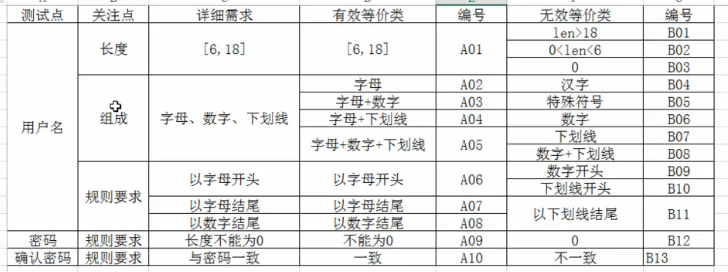 测试点 关注点 详细需求 有效等价类 编号 无效等价类 编号
用户名 长度 [6,18] [6,18] A01 len>18 B01
0<len<6 B02
0 B03
组成 字母、数字、下划线 字母 A02 汉字 B04
字母+数字 A03 特殊符号 B05
字母+下划线 A04 数字 B06
字母+数字+下划线 A05 下划线 B07
数字+下划线 B08
规则要求 以字母开头 以字母开头 A06 数字开头 B09
下划线开头 B10
以字母结尾 以字母结尾 A07 以下划线结尾 B11
以数字结尾 以数字结尾 A08
密码 规则要求 长度不能为0 不能为0 A09 0 B12
确认密码 规则要求 与密码一致 一致 A10 不一致 B13